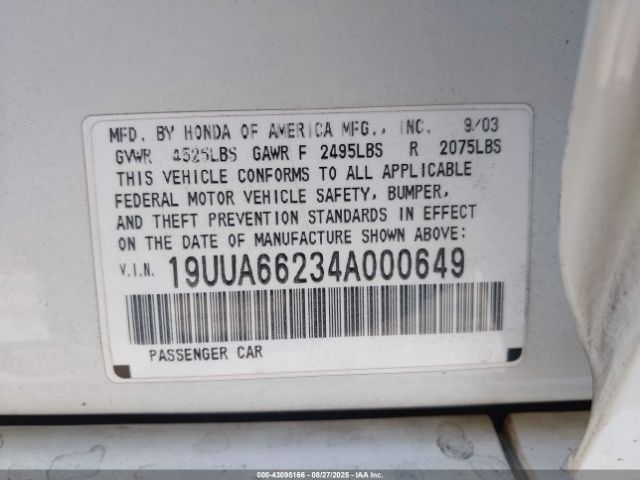 MFD. BY HONDA OF AMERICA MFG., INC. 9/03
GVWR 4525LBS GAWR F 2495LBS R 2075LBS
THIS VEHICLE CONFORMS TO ALL APPLICABLE
FEDERAL MOTOR VEHICLE SAFETY, BUMPER,
AND THEFT PREVENTION STANDARDS IN EFFECT
ON THE DATE OF MANUFACTURE SHOWN ABOVE:
V.I.N. 19UUA66234A000649
PASSENGER CAR
000-43095166 - 08/27/2025 - IAA Inc.